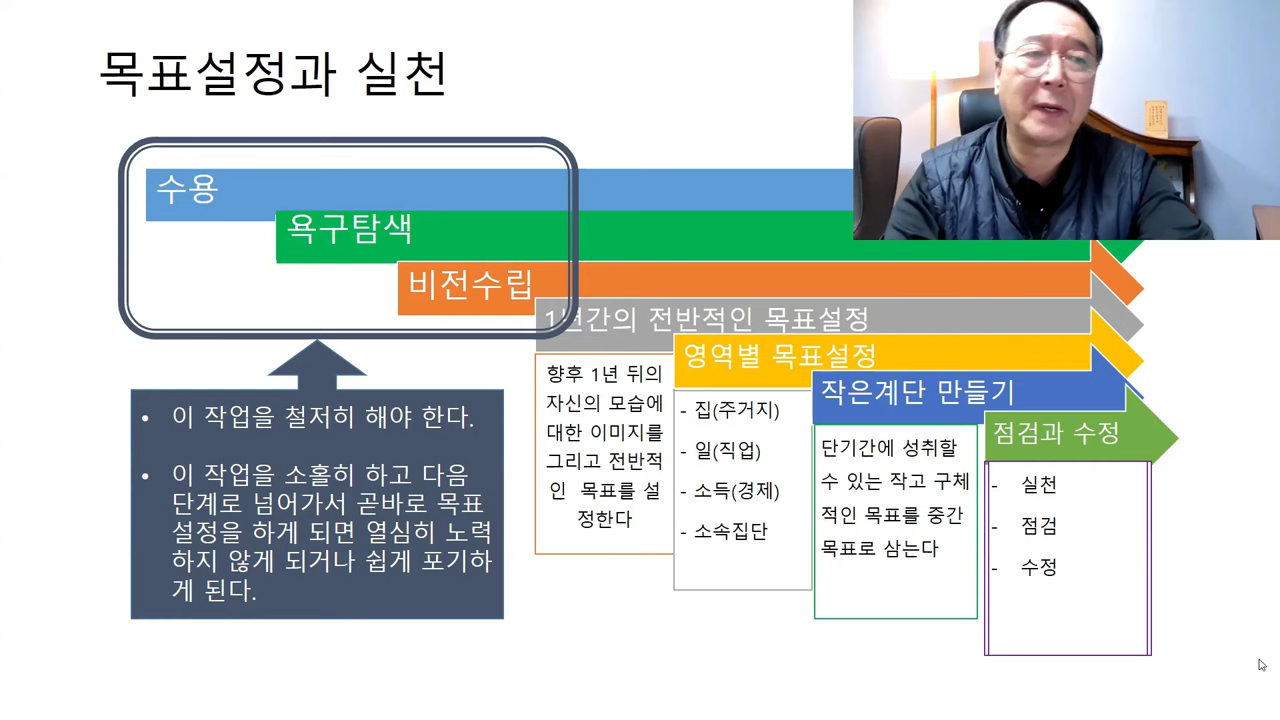 목표설정과 실천
수용
욕구탐색
비전수립
1년간의 전반적인 목표설정
영역별 목표설정
작은계단 만들기
점검과 수정
• 이 작업을 철저히 해야 한다.
• 이 작업을 소홀히 하고 다음
단계로 넘어가서 곧바로 목표
설정을 하게 되면 열심히 노력
하지 않게 되거나 쉽게 포기하
게 된다.
향후 1년 뒤의
자신의 모습에
대한 이미지를
그리고 전반적
인 목표를 설
정한다
- 집(주거지)
- 일(직업)
- 소득(경제)
- 소속집단
단기간에 성취할
수 있는 작고 구체
적인 목표를 중간
목표로 삼는다
- 실천
- 점검
- 수정